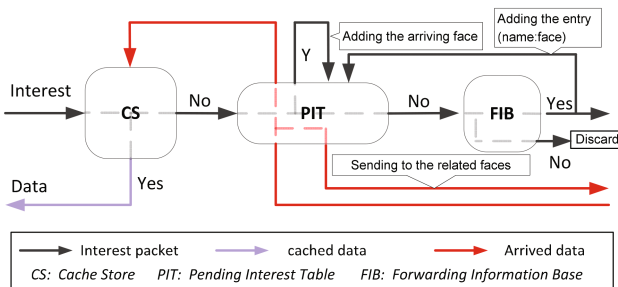 Adding the entry
(name:face)
Adding the arriving face
Y
Interest
CS
No
PIT
No
FIB
Yes
Discard
No
Sending to the related faces
Data
Yes
Interest packet
cached data
Arrived data
CS: Cache Store PIT: Pending Interest Table FIB: Forwarding Information Base